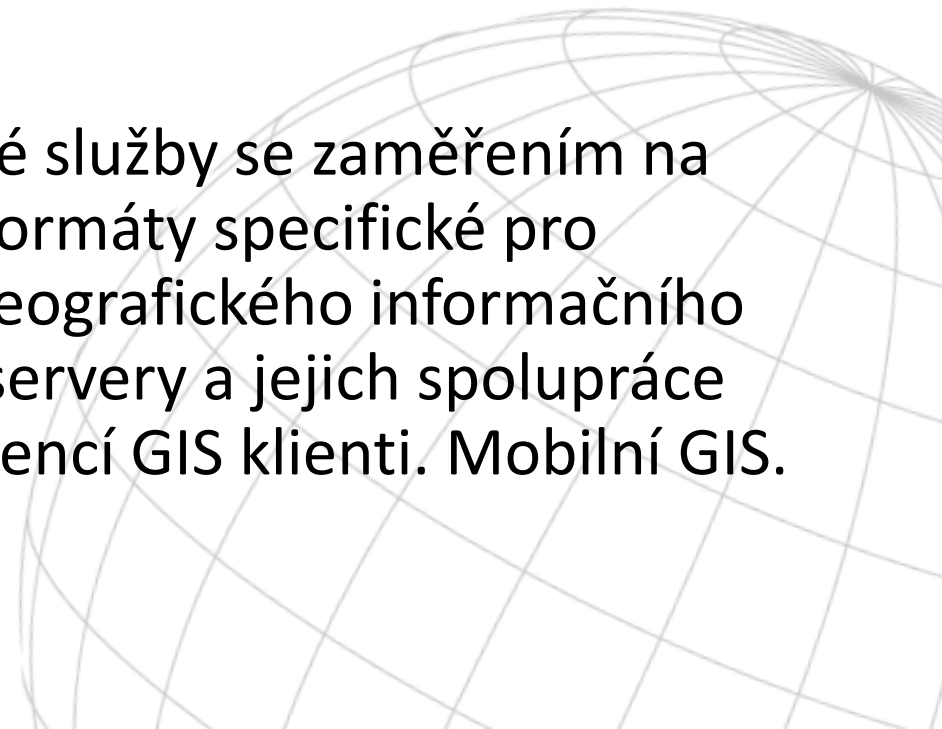 é služby se zaměřením na
ormáty specifické pro
eografického informačního
servery a jejich spolupráce
encí GIS klienti. Mobilní GIS.